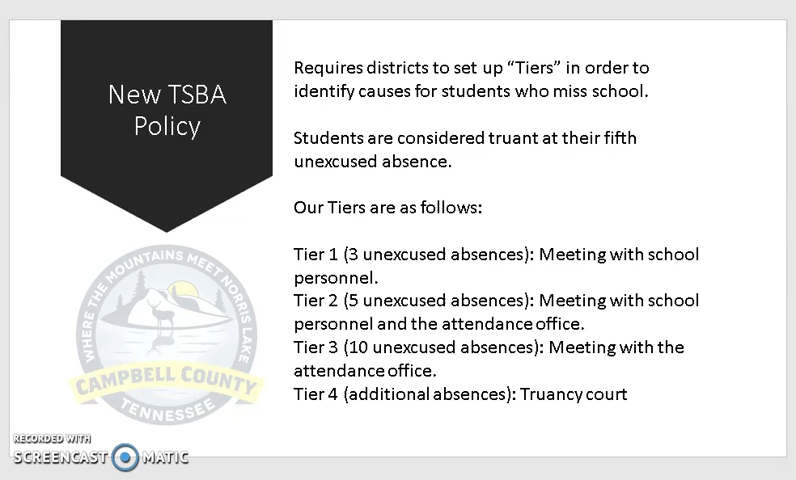 New TSBA
Policy
Requires districts to set up “Tiers” in order to
identify causes for students who miss school.
Students are considered truant at their fifth
unexcused absence.
Our Tiers are as follows:
Tier 1 (3 unexcused absences): Meeting with school
personnel.
Tier 2 (5 unexcused absences): Meeting with school
personnel and the attendance office.
Tier 3 (10 unexcused absences): Meeting with the
attendance office.
Tier 4 (additional absences): Truancy court
WHERE THE MOUNTAINS MEET NORRIS LAKE
CAMPBELL COUNTY
TENNESSEE
RECORDED WITH
SCREENCAST MATIC